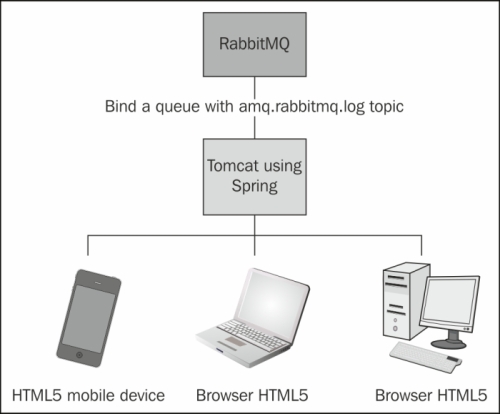 RabbitMQ
Bind a queue with amq.rabbitmq.log topic
Tomcat using
Spring
HTML5 mobile device
Browser HTML5
Browser HTML5